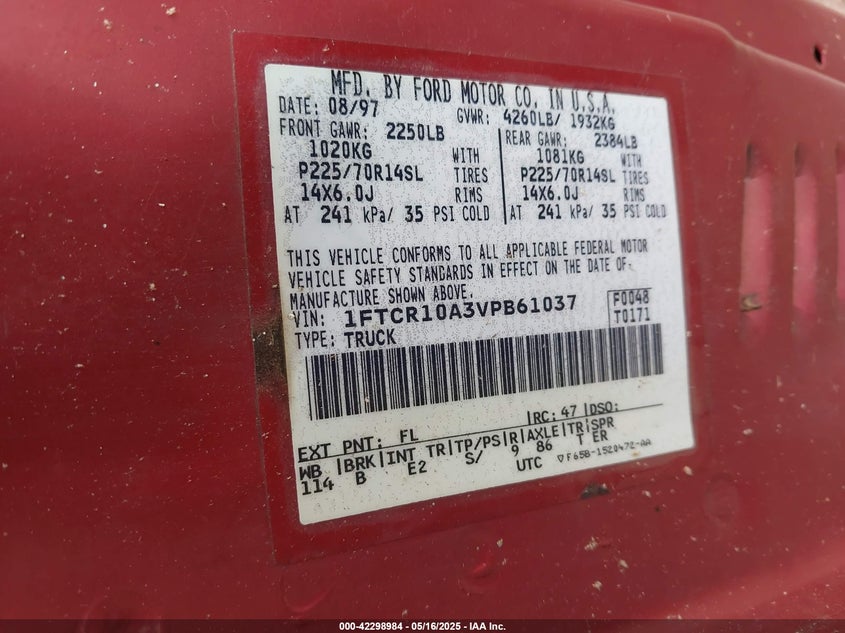 MFD. BY FORD MOTOR CO. IN U.S.A.
DATE: 08/97 GVWR: 4260LB/ 1932KG
FRONT GAWR: 2250LB REAR GAWR: 2384LB
1020KG WITH 1081KG WITH
P225/70R14SL TIRES P225/70R14SL TIRES
14X6.0J RIMS 14X6.0J RIMS
AT 241 kPa/ 35 PSI COLD AT 241 kPa/ 35 PSI COLD
THIS VEHICLE CONFORMS TO ALL APPLICABLE FEDERAL MOTOR
VEHICLE SAFETY STANDARDS IN EFFECT ON THE DATE OF
MANUFACTURE SHOWN ABOVE.
VIN: 1FTCR10A3VPB61037 F0048
TYPE: TRUCK T0171
EXT PNT: FL RC: 47 DSO:
WB BRK INT TR TP/PS R AXLE TR SPR
114 B E2 S/ 9 86 T ER
UTC F65B-1520472-AA
000-42298984 - 05/16/2025 - IAA Inc.